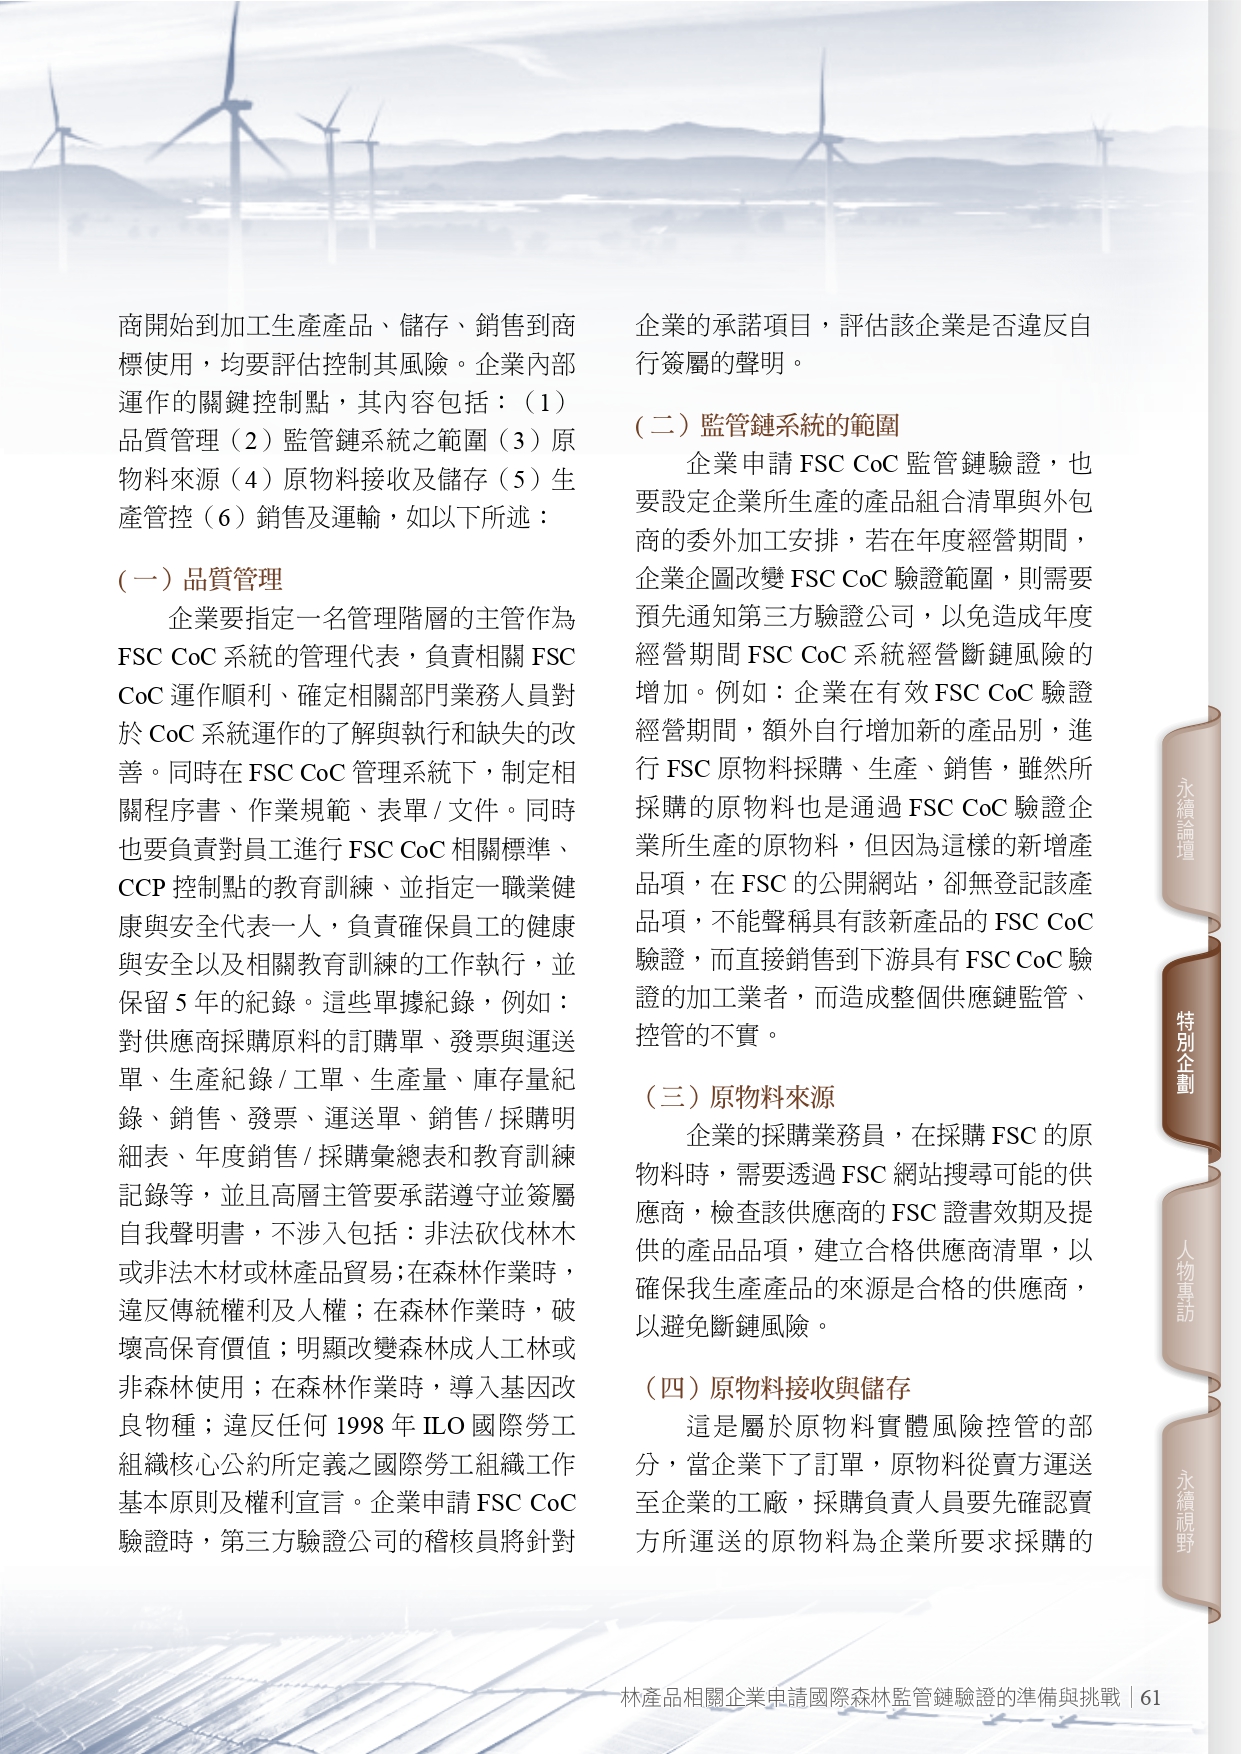 商開始到加工生產產品、儲存、銷售到商
標使用，均要評估控制其風險。企業內部
運作的關鍵控制點，其內容包括：（1）
品質管理（2）監管鏈系統之範圍（3）原
物料來源（4）原物料接收及儲存（5）生
產管控（6）銷售及運輸，如以下所述：
(一）品質管理
企業要指定一名管理階層的主管作為
FSC CoC 系統的管理代表，負責相關 FSC
CoC 運作順利、確定相關部門業務人員對
於 CoC 系統運作的了解與執行和缺失的改
善。同時在 FSC CoC 管理系統下，制定相
關程序書、作業規範、表單 / 文件。同時
也要負責對員工進行 FSC CoC 相關標準、
CCP 控制點的教育訓練、並指定一職業健
康與安全代表一人，負責確保員工的健康
與安全以及相關教育訓練的工作執行，並
保留 5 年的紀錄。這些單據紀錄，例如：
對供應商採購原料的訂購單、發票與運送
單、生產紀錄 / 工單、生產量、庫存量紀
錄、銷售、發票、運送單、銷售 / 採購明
細表、年度銷售 / 採購彙總表和教育訓練
記錄等，並且高層主管要承諾遵守並簽屬
自我聲明書，不涉入包括：非法砍伐林木
或非法木材或林產品貿易;在森林作業時，
違反傳統權利及人權；在森林作業時，破
壞高保育價值；明顯改變森林成人工林或
非森林使用；在森林作業時，導入基因改
良物種；違反任何 1998 年 ILO 國際勞工
組織核心公約所定義之國際勞工組織工作
基本原則及權利宣言。企業申請 FSC CoC
驗證時，第三方驗證公司的稽核員將針對
企業的承諾項目，評估該企業是否違反自
行簽屬的聲明。
(二）監管鏈系統的範圍
企業申請 FSC CoC 監管鏈驗證，也
要設定企業所生產的產品組合清單與外包
商的委外加工安排，若在年度經營期間，
企業企圖改變 FSC CoC 驗證範圍，則需要
預先通知第三方驗證公司，以免造成年度
經營期間 FSC CoC 系統經營斷鏈風險的
增加。例如：企業在有效 FSC CoC 驗證
經營期間，額外自行增加新的產品別，進
行 FSC 原物料採購、生產、銷售，雖然所
採購的原物料也是通過 FSC CoC 驗證企
業所生產的原物料，但因為這樣的新增產
品項，在 FSC 的公開網站，卻無登記該產
品項，不能聲稱具有該新產品的 FSC CoC
驗證，而直接銷售到下游具有 FSC CoC 驗
證的加工業者，而造成整個供應鏈監管、
控管的不實。
（三）原物料來源
企業的採購業務員，在採購 FSC 的原
物料時，需要透過 FSC 網站搜尋可能的供
應商，檢查該供應商的 FSC 證書效期及提
供的產品品項，建立合格供應商清單，以
確保我生產產品的來源是合格的供應商，
以避免斷鏈風險。
（四）原物料接收與儲存
這是屬於原物料實體風險控管的部
分，當企業下了訂單，原物料從賣方運送
至企業的工廠，採購負責人員要先確認賣
方所運送的原物料為企業所要求採購的
永續論壇
特別企劃
人物專訪
永續視野
林產品相關企業申請國際森林監管鏈驗證的準備與挑戰｜61